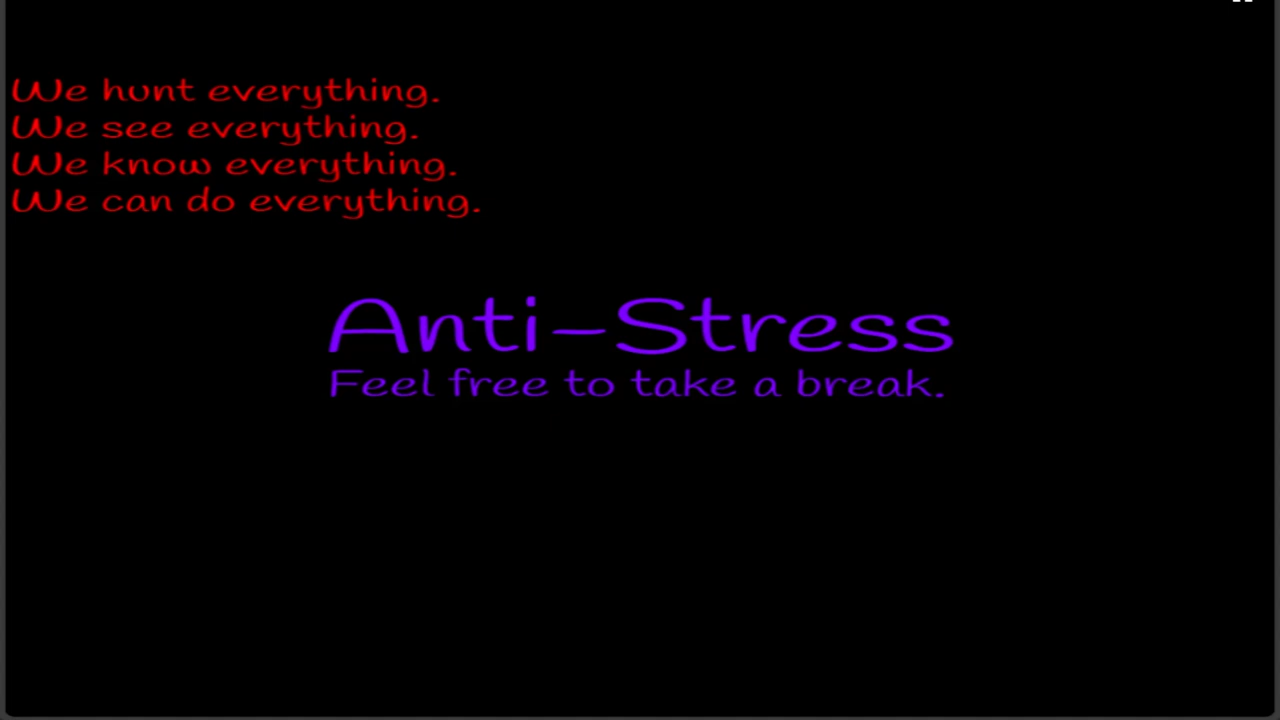 We hunt everything.
We see everything.
We know everything.
We can do everything.
Anti-Stress
Feel free to take a break.